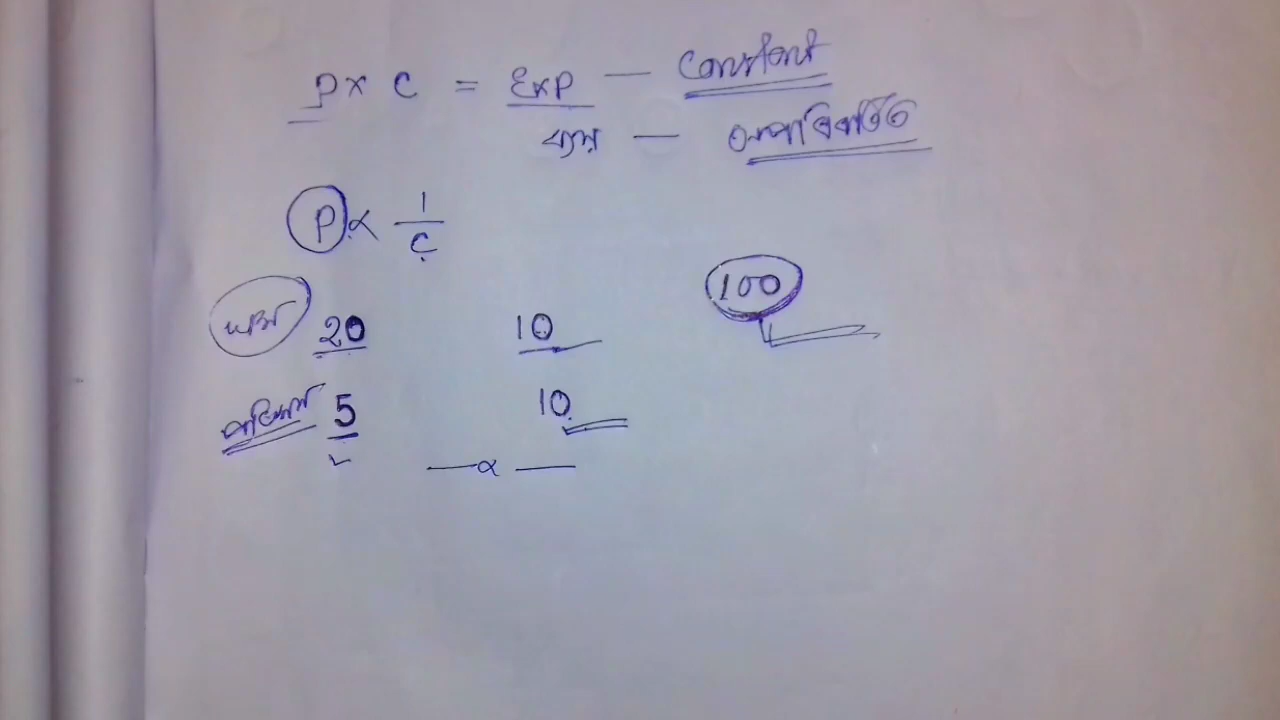 P × C = Exp — Constant
ব্যয় — অপরিবর্তিত
P ∝ 1/C
100
20 10
পরিমাণ 5 10
— ∝ —